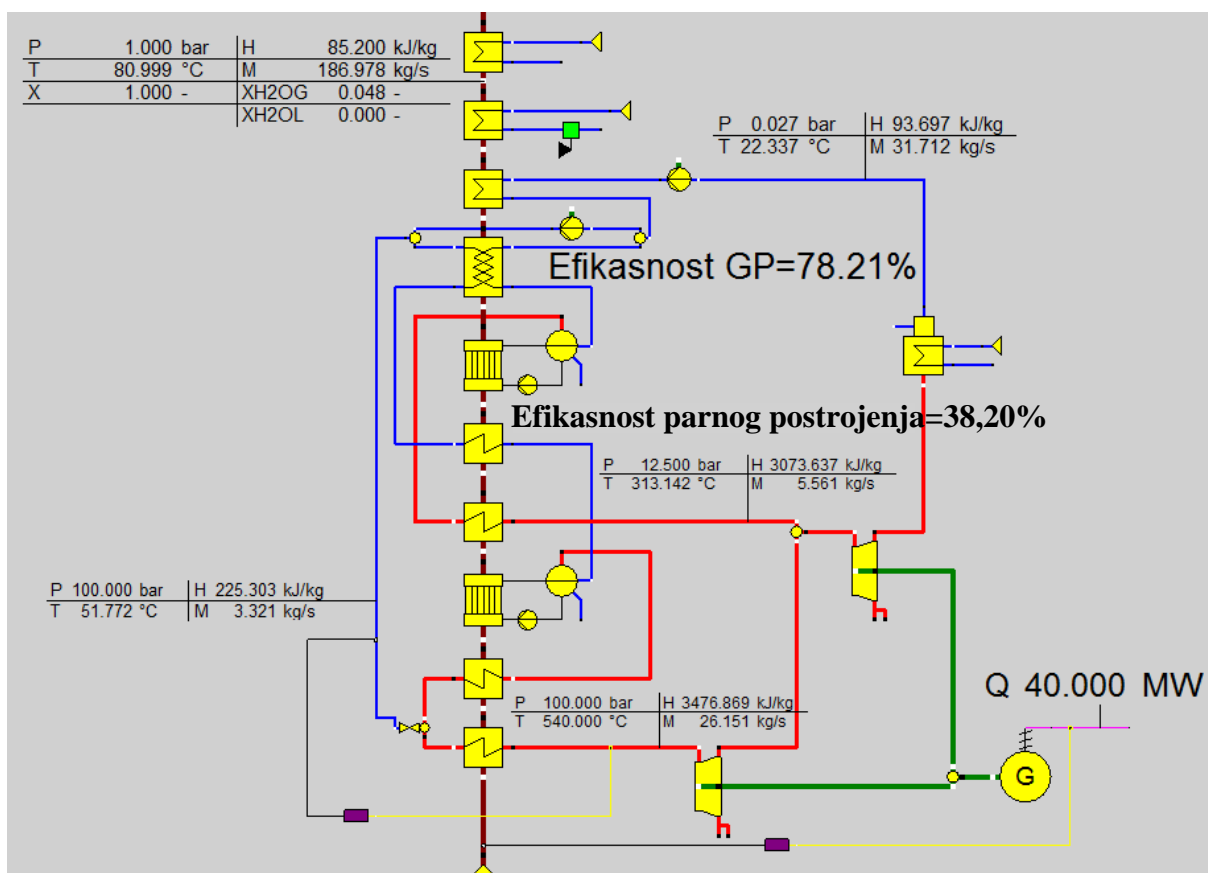 P 1.000 bar H 85.200 kJ/kg
T 80.999 °C M 186.978 kg/s
X 1.000 - XH2OG 0.048 -
XH2OL 0.000 -
P 0.027 bar H 93.697 kJ/kg
T 22.337 °C M 31.712 kg/s
Efikasnost GP=78.21%
Efikasnost parnog postrojenja=38,20%
P 12.500 bar H 3073.637 kJ/kg
T 313.142 °C M 5.561 kg/s
P 100.000 bar H 225.303 kJ/kg
T 51.772 °C M 3.321 kg/s
P 100.000 bar H 3476.869 kJ/kg
T 540.000 °C M 26.151 kg/s
Q 40.000 MW
G